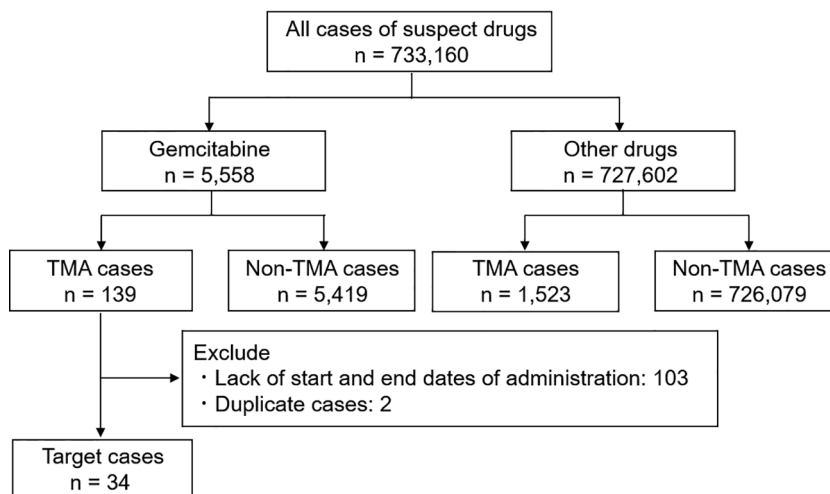 All cases of suspect drugs
n = 733,160
Gemcitabine
n = 5,558
Other drugs
n = 727,602
TMA cases
n = 139
Non-TMA cases
n = 5,419
TMA cases
n = 1,523
Non-TMA cases
n = 726,079
Exclude
・Lack of start and end dates of administration: 103
・Duplicate cases: 2
Target cases
n = 34